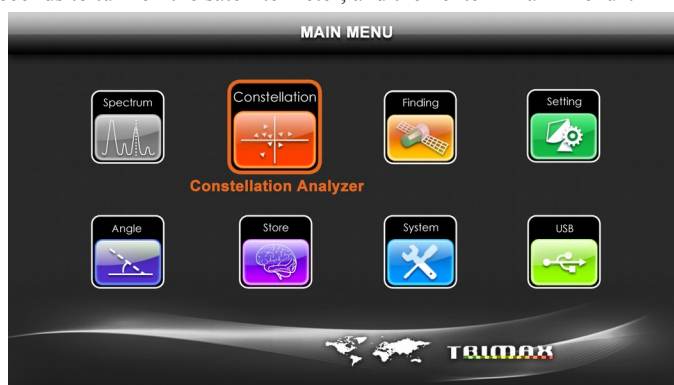 MAIN MENU
Spectrum
Constellation
Finding
Setting
Constellation Analyzer
Angle
Store
System
USB
TRIMAX